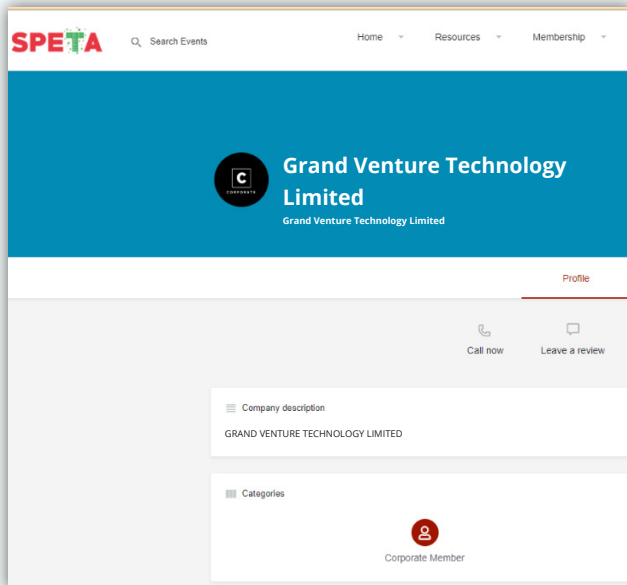 SPETA
Search Events
Home
Resources
Membership
C
CORPORATE
Grand Venture Technology
Limited
Grand Venture Technology Limited
Profile
Call now
Leave a review
Company description
GRAND VENTURE TECHNOLOGY LIMITED
Categories
Corporate Member